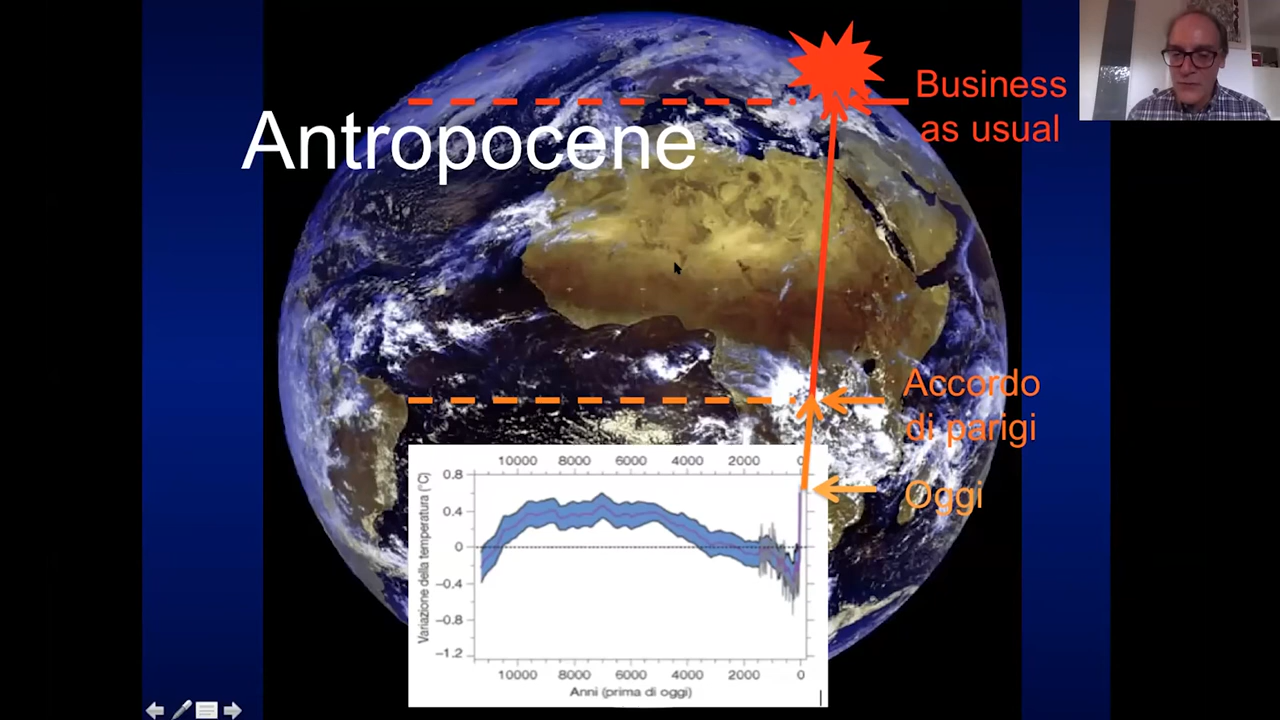 Business
as usual
Antropocene
Accordo
di parigi
Oggi
10000 8000 6000 4000 2000 0
0.8
0.4
0
−0.4
−0.8
−1.2
Variazione della temperatura (°C)
10000 8000 6000 4000 2000 0
Anni (prima di oggi)